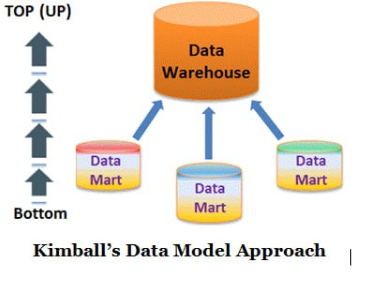 TOP (UP)
Data
Warehouse
Data
Mart
Data
Mart
Data
Mart
Bottom
Kimball's Data Model Approach